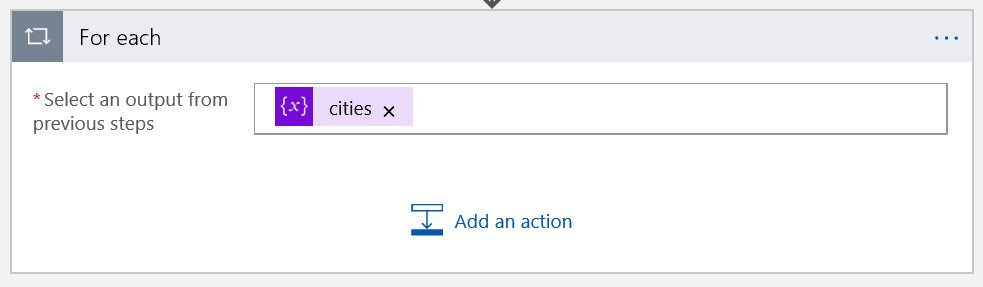 For each
...
* Select an output from
previous steps
{x} cities ×
Add an action